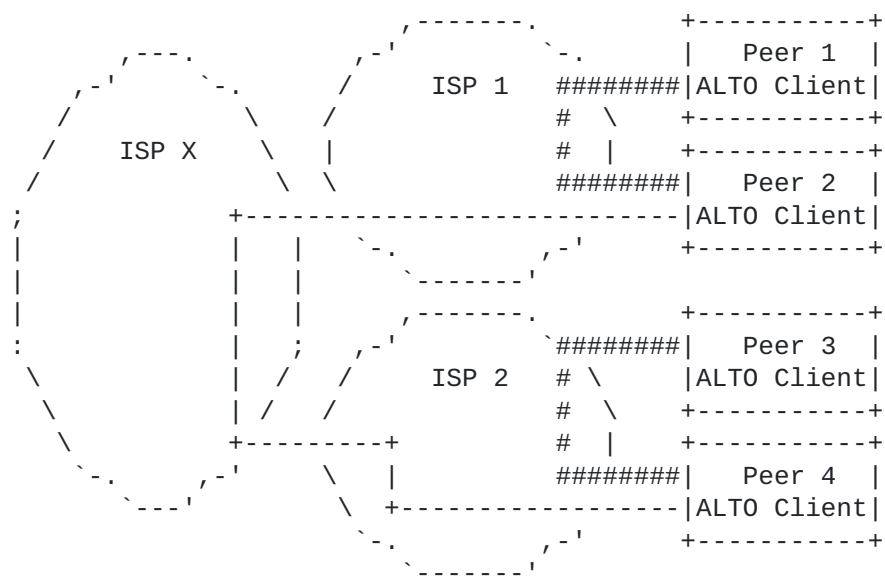 Peer 1
ISP 1
ALTO Client
ISP X
Peer 2
ALTO Client
Peer 3
ISP 2
ALTO Client
Peer 4
ALTO Client